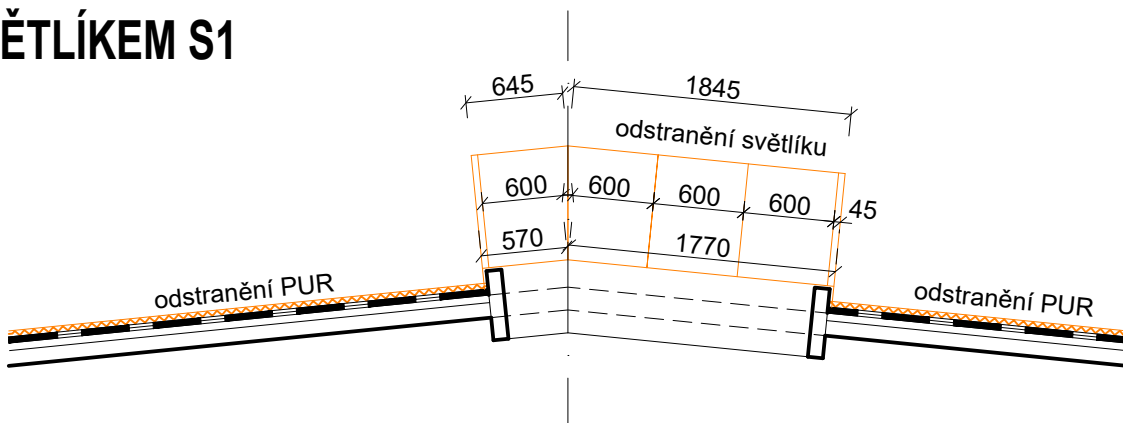 ĚTLÍKEM S1
645
1845
odstranění světlíku
600
600
600
600
45
570
1770
odstranění PUR
odstranění PUR